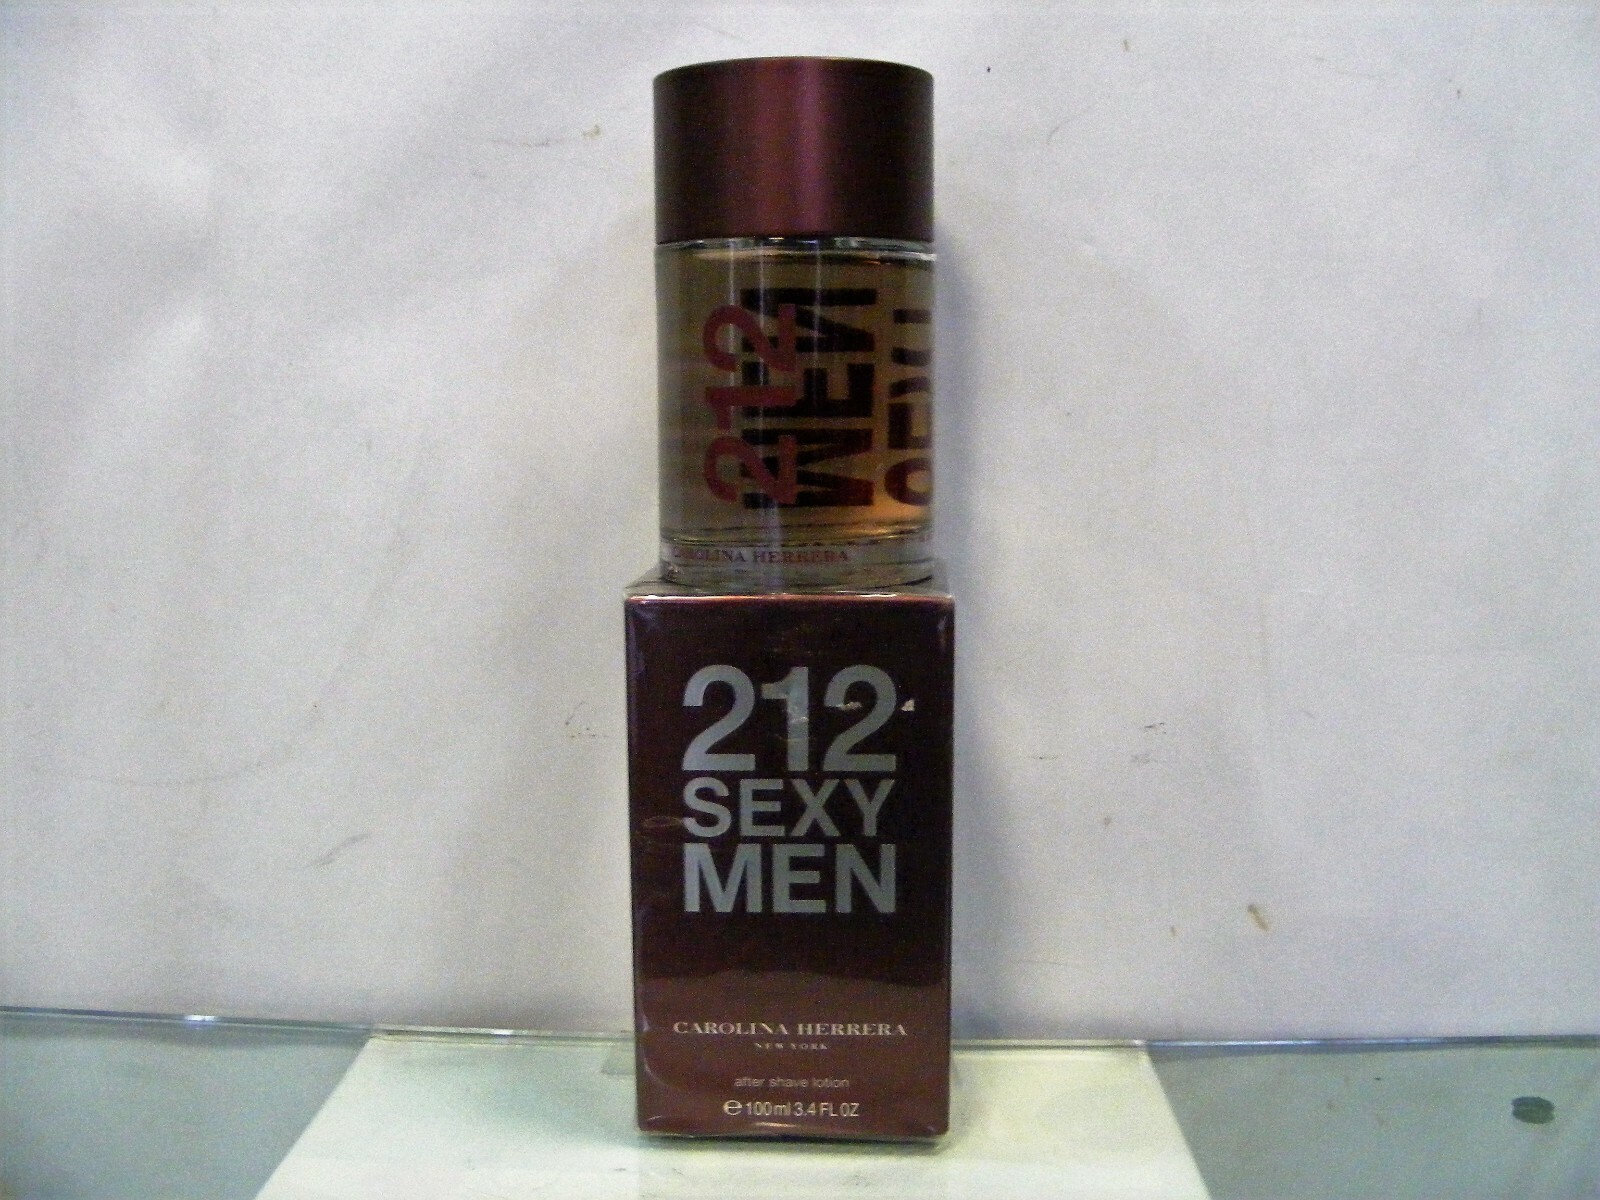 212
MEN
CAROLINA HERRERA
212
SEXY
MEN
CAROLINA HERRERA
NEW YORK
after shave lotion
e 100ml 3.4 FL OZ